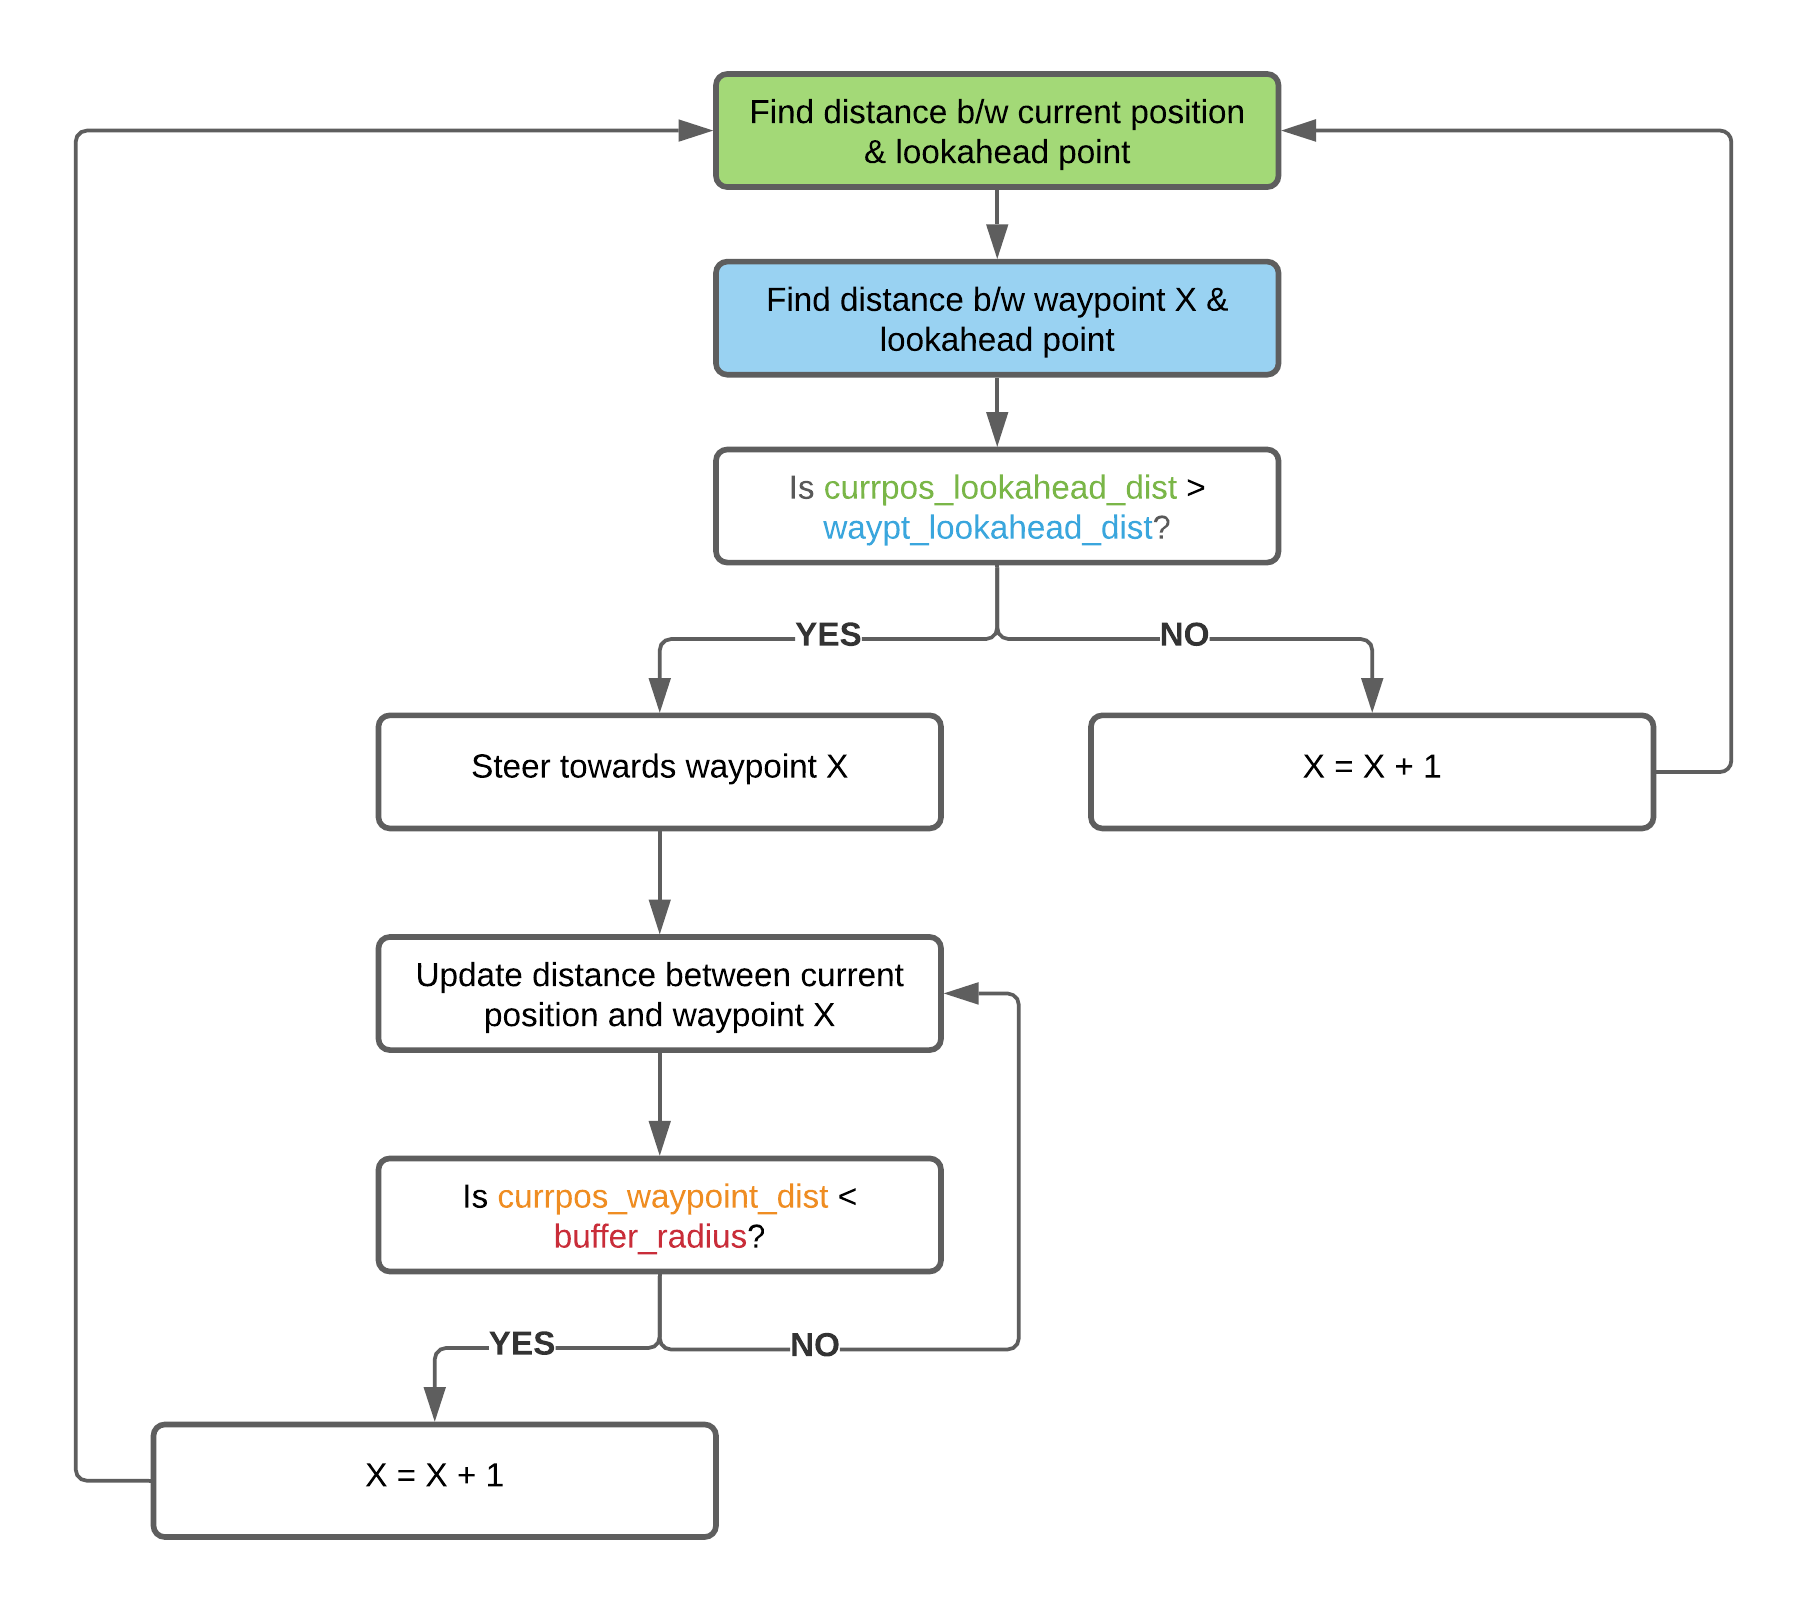 Find distance b/w current position
& lookahead point
Find distance b/w waypoint X &
lookahead point
Is currpos_lookahead_dist >
waypt_lookahead_dist?
YES
NO
Steer towards waypoint X
X = X + 1
Update distance between current
position and waypoint X
Is currpos_waypoint_dist <
buffer_radius?
YES
NO
X = X + 1